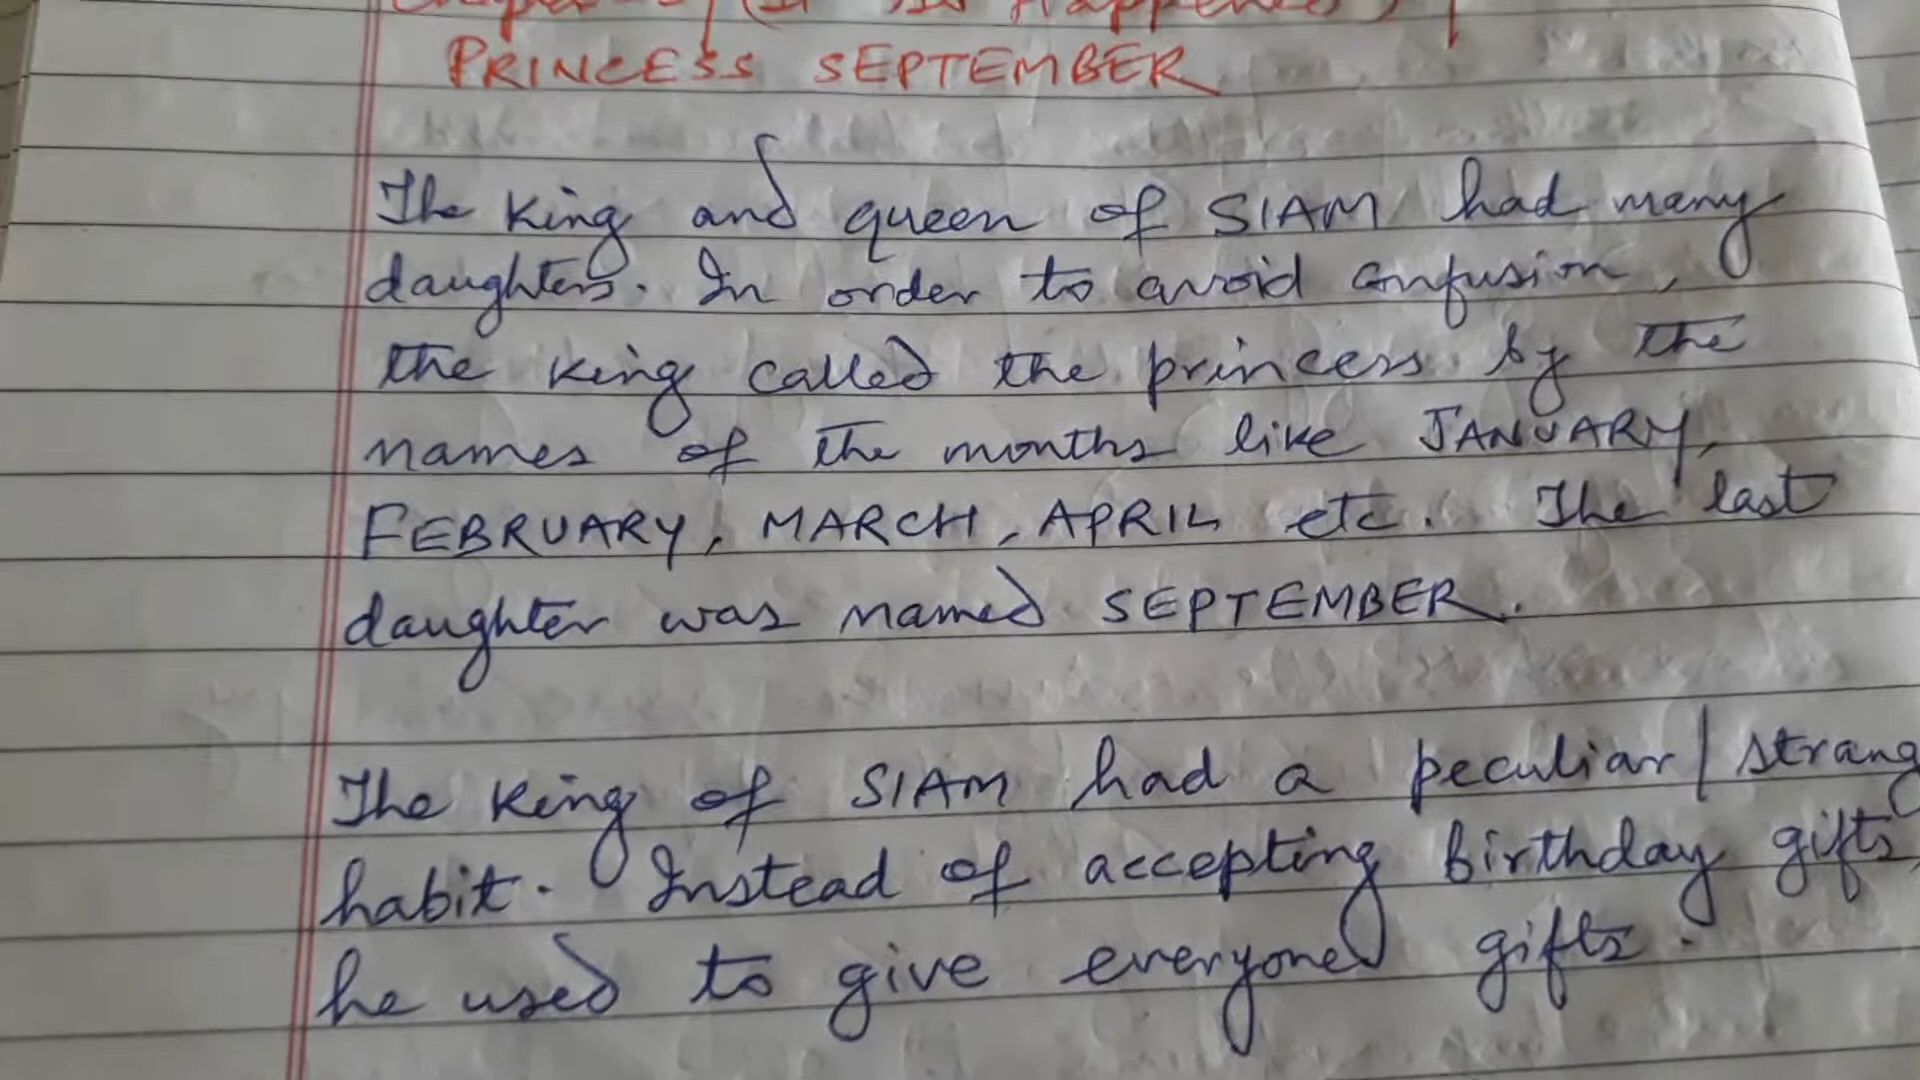 (It so Happened)
PRINCESS SEPTEMBER
The King and queen of SIAM had many
daughters. In order to avoid confusion,
the King called the princess by the
names of the months like JANUARY,
FEBRUARY, MARCH, APRIL etc. The last
daughter was named SEPTEMBER.
The King of SIAM had a peculiar/strang
habit. Instead of accepting birthday gifts,
he used to give everyone gifts.